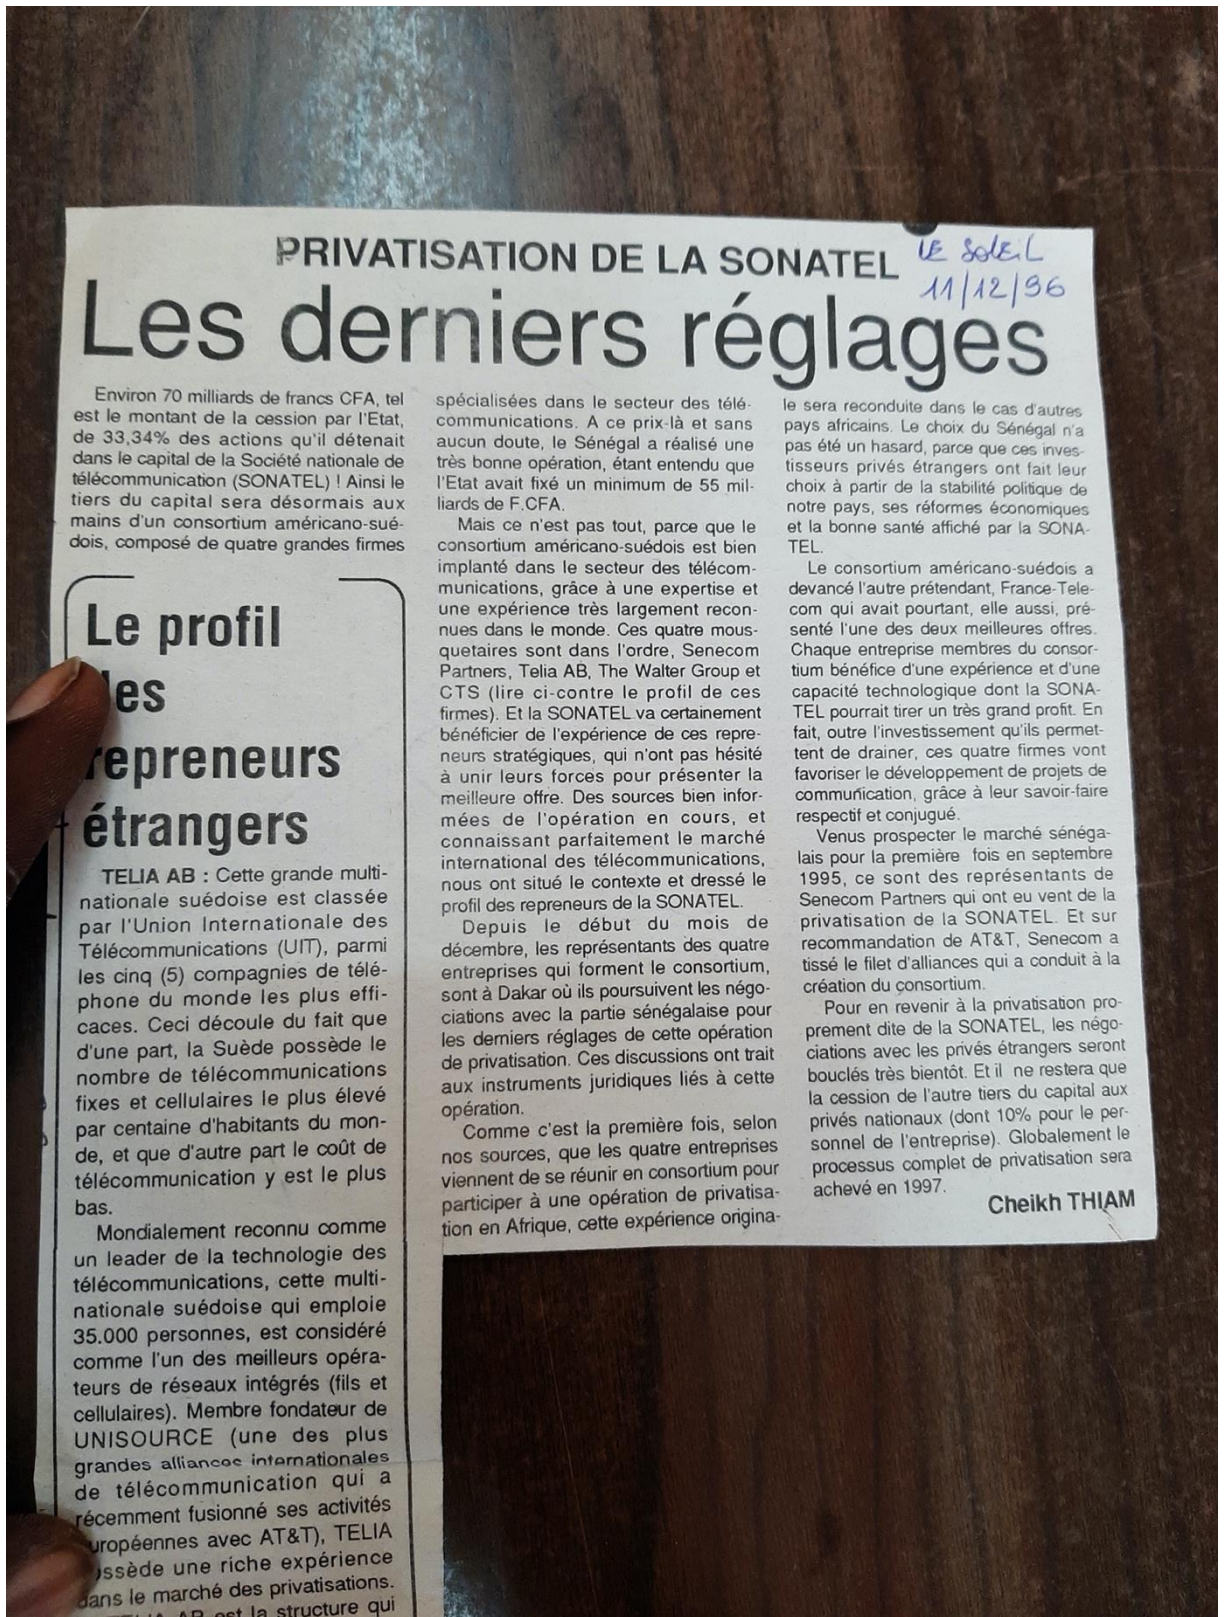 PRIVATISATION DE LA SONATEL
LE SOLEIL
11/12/96
Les derniers réglages
Environ 70 milliards de francs CFA, tel
est le montant de la cession par l'Etat,
de 33,34% des actions qu'il détenait
dans le capital de la Société nationale de
télécommunication (SONATEL) ! Ainsi le
tiers du capital sera désormais aux
mains d'un consortium américano-sué-
dois, composé de quatre grandes firmes
spécialisées dans le secteur des télé-
communications. A ce prix-là et sans
aucun doute, le Sénégal a réalisé une
très bonne opération, étant entendu que
l'Etat avait fixé un minimum de 55 mil-
liards de F.CFA.
Mais ce n'est pas tout, parce que le
consortium américano-suédois est bien
implanté dans le secteur des télécom-
munications, grâce à une expertise et
une expérience très largement recon-
nues dans le monde. Ces quatre mous-
quetaires sont dans l'ordre, Senecom
Partners, Telia AB, The Walter Group et
CTS (lire ci-contre le profil de ces
firmes). Et la SONATEL va certainement
bénéficier de l'expérience de ces repre-
neurs stratégiques, qui n'ont pas hésité
à unir leurs forces pour présenter la
meilleure offre. Des sources bien infor-
mées de l'opération en cours, et
connaissant parfaitement le marché
international des télécommunications,
nous ont situé le contexte et dressé le
profil des repreneurs de la SONATEL.
Depuis le début du mois de
décembre, les représentants des quatre
entreprises qui forment le consortium,
sont à Dakar où ils poursuivent les négo-
ciations avec la partie sénégalaise pour
les derniers réglages de cette opération
de privatisation. Ces discussions ont trait
aux instruments juridiques liés à cette
opération.
Comme c'est la première fois, selon
nos sources, que les quatre entreprises
viennent de se réunir en consortium pour
participer à une opération de privatisa-
tion en Afrique, cette expérience origina-
le sera reconduite dans le cas d'autres
pays africains. Le choix du Sénégal n'a
pas été un hasard, parce que ces inves-
tisseurs privés étrangers ont fait leur
choix à partir de la stabilité politique de
notre pays, ses réformes économiques
et la bonne santé affiché par la SONA-
TEL.
Le consortium américano-suédois a
devancé l'autre prétendant, France-Tele-
com qui avait pourtant, elle aussi, pré-
senté l'une des deux meilleures offres.
Chaque entreprise membres du consor-
tium bénéfice d'une expérience et d'une
capacité technologique dont la SONA-
TEL pourrait tirer un très grand profit. En
fait, outre l'investissement qu'ils permet-
tent de drainer, ces quatre firmes vont
favoriser le développement de projets de
communication, grâce à leur savoir-faire
respectif et conjugué.
Venus prospecter le marché sénéga-
lais pour la première fois en septembre
1995, ce sont des représentants de
Senecom Partners qui ont eu vent de la
privatisation de la SONATEL. Et sur
recommandation de AT&T, Senecom a
tissé le filet d'alliances qui a conduit à la
création du consortium.
Pour en revenir à la privatisation pro-
prement dite de la SONATEL, les négo-
ciations avec les privés étrangers seront
bouclés très bientôt. Et il ne restera que
la cession de l'autre tiers du capital aux
privés nationaux (dont 10% pour le per-
sonnel de l'entreprise). Globalement le
processus complet de privatisation sera
achevé en 1997.
Cheikh THIAM
Le profil
des
repreneurs
étrangers
TELIA AB : Cette grande multi-
nationale suédoise est classée
par l'Union Internationale des
Télécommunications (UIT), parmi
les cinq (5) compagnies de télé-
phone du monde les plus effi-
caces. Ceci découle du fait que
d'une part, la Suède possède le
nombre de télécommunications
fixes et cellulaires le plus élevé
par centaine d'habitants du mon-
de, et que d'autre part le coût de
télécommunication y est le plus
bas.
Mondialement reconnu comme
un leader de la technologie des
télécommunications, cette multi-
nationale suédoise qui emploie
35.000 personnes, est considéré
comme l'un des meilleurs opéra-
teurs de réseaux intégrés (fils et
cellulaires). Membre fondateur de
UNISOURCE (une des plus
grandes alliances internationales
de télécommunication qui a
récemment fusionné ses activités
européennes avec AT&T), TELIA
possède une riche expérience
dans le marché des privatisations.
TELIA AB est la structure qui